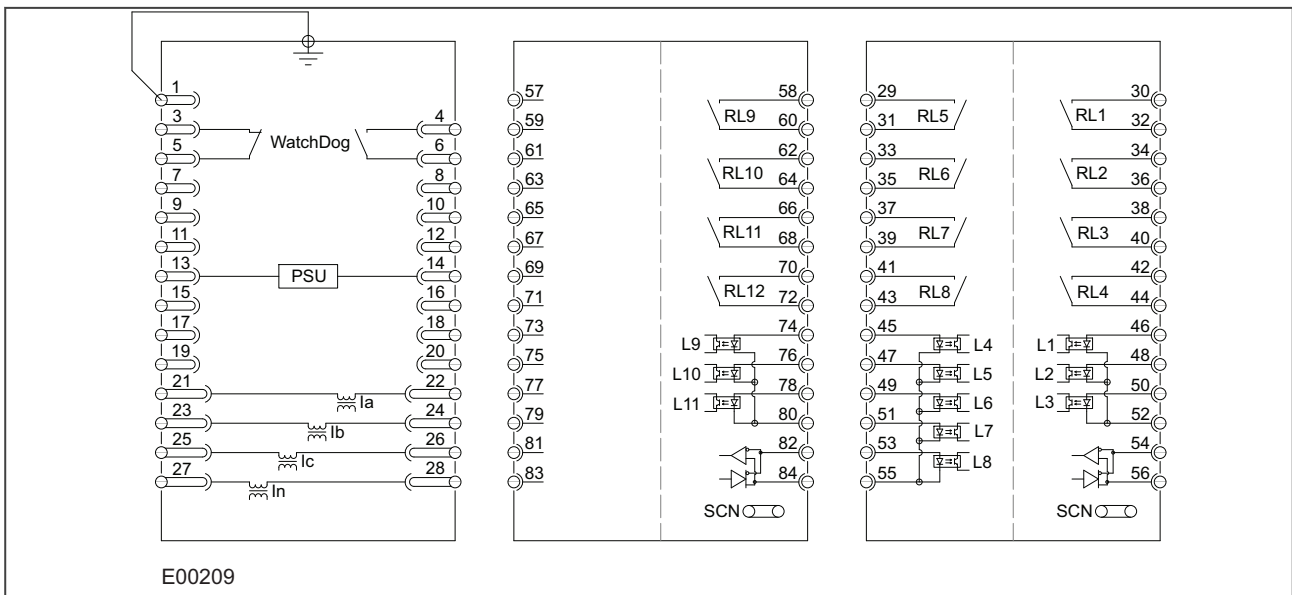 1
3 4
WatchDog
5 6
7 8
9 10
11 12
13 PSU 14
15 16
17 18
19 20
21 22
Ia
23 24
Ib
25 26
Ic
27 28
In
57 58
RL9
59 60
61 62
RL10
63 64
65 66
RL11
67 68
69 70
RL12
71 72
73 74
L9
75 76
L10
77 78
L11
79 80
81 82
83 84
SCN
29 30
RL5 RL1
31 32
33 34
RL6 RL2
35 36
37 38
RL7 RL3
39 40
41 42
RL8 RL4
43 44
45 46
L4 L1
47 48
L5 L2
49 50
L6 L3
51 52
L7
53 54
L8
55 56
SCN
E00209